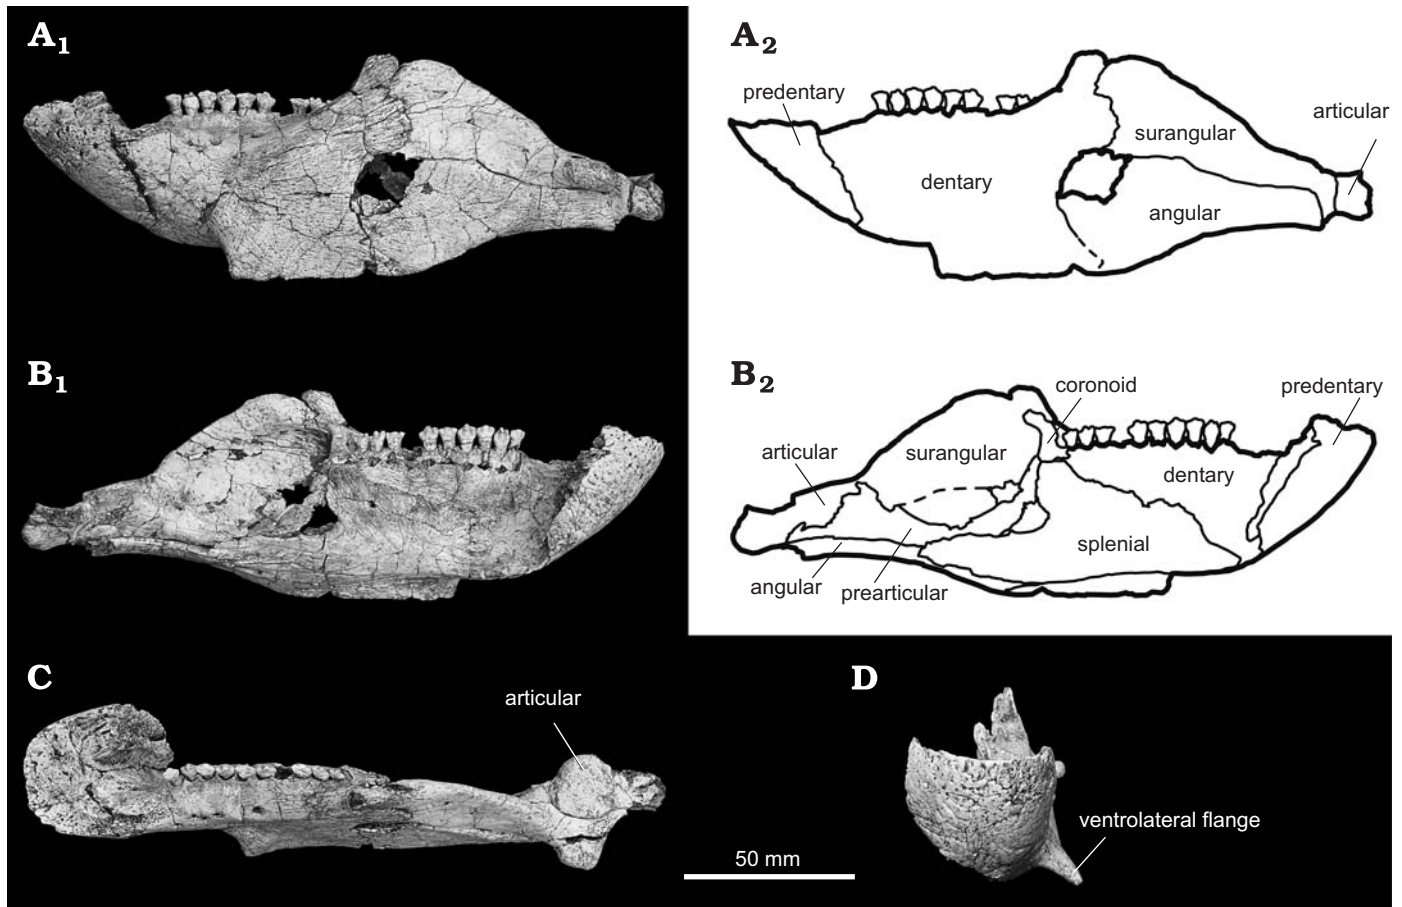 A1
A2
predentary
articular
surangular
dentary
angular
B1
B2
coronoid
predentary
articular
surangular
dentary
splenial
angular
prearticular
C
D
articular
ventrolateral flange
50 mm